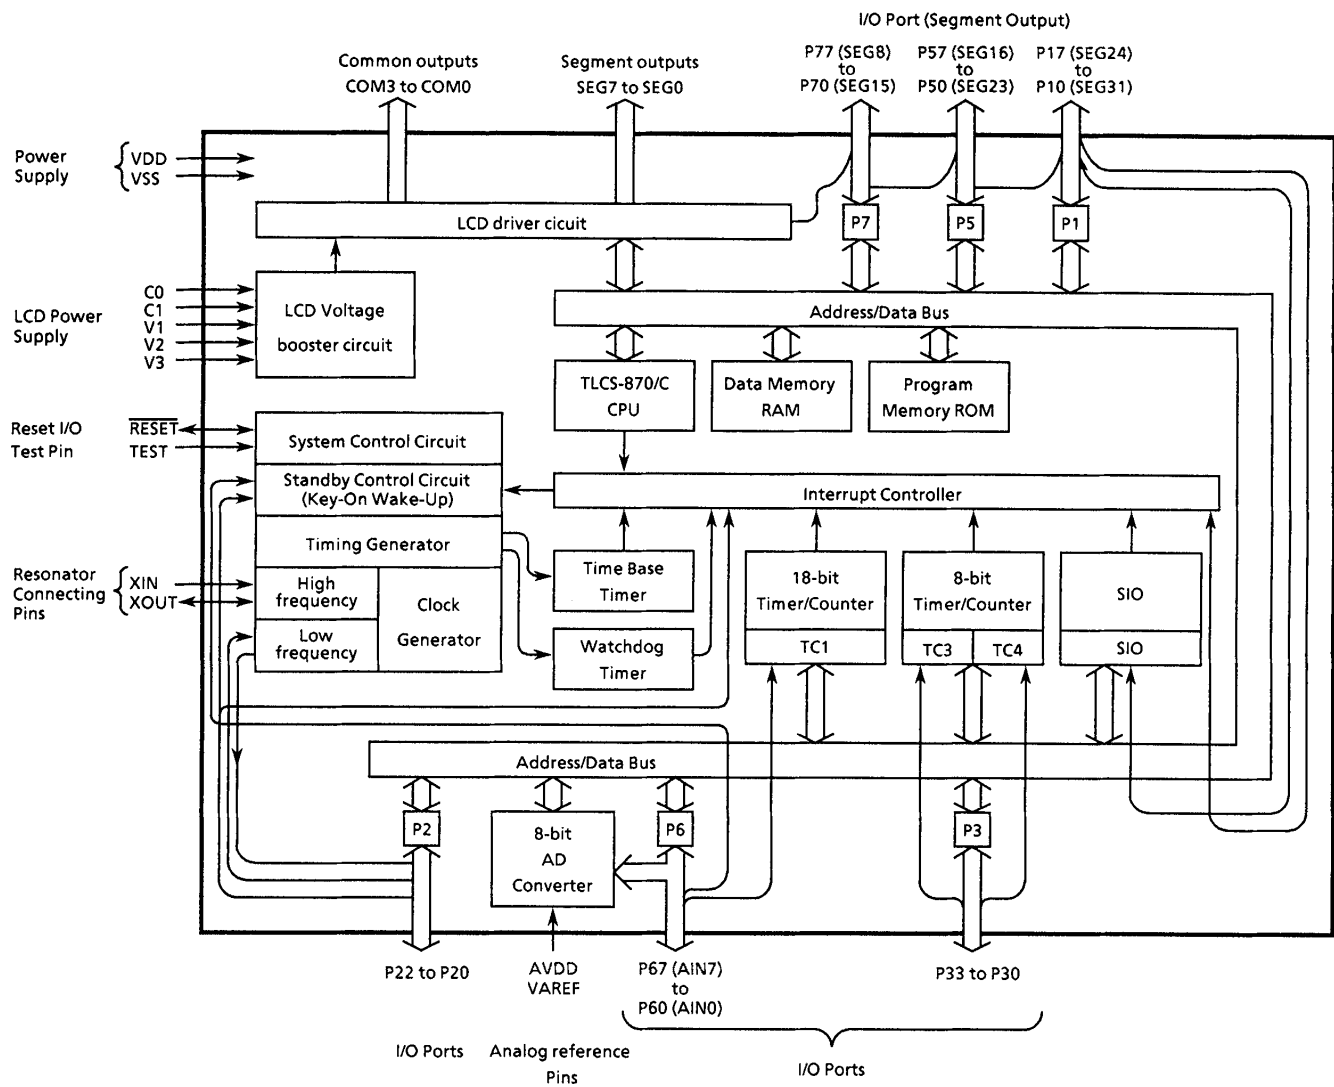 I/O Port (Segment Output)
Common outputs
COM3 to COM0
Segment outputs
SEG7 to SEG0
P77 (SEG8)
to
P70 (SEG15)
P57 (SEG16)
to
P50 (SEG23)
P17 (SEG24)
to
P10 (SEG31)
Power
Supply
VDD
VSS
LCD driver cicuit
P7
P5
P1
LCD Power
Supply
C0
C1
V1
V2
V3
LCD Voltage
booster circuit
Address/Data Bus
TLCS-870/C
CPU
Data Memory
RAM
Program
Memory ROM
Reset I/O
Test Pin
RESET
TEST
System Control Circuit
Standby Control Circuit
(Key-On Wake-Up)
Interrupt Controller
Timing Generator
Resonator
Connecting
Pins
XIN
XOUT
High
frequency
Low
frequency
Clock
Generator
Time Base
Timer
Watchdog
Timer
18-bit
Timer/Counter
TC1
8-bit
Timer/Counter
TC3
TC4
SIO
SIO
Address/Data Bus
P2
8-bit
AD
Converter
P6
P3
P22 to P20
AVDD
VAREF
P67 (AIN7)
to
P60 (AIN0)
P33 to P30
I/O Ports
Analog reference
Pins
I/O Ports